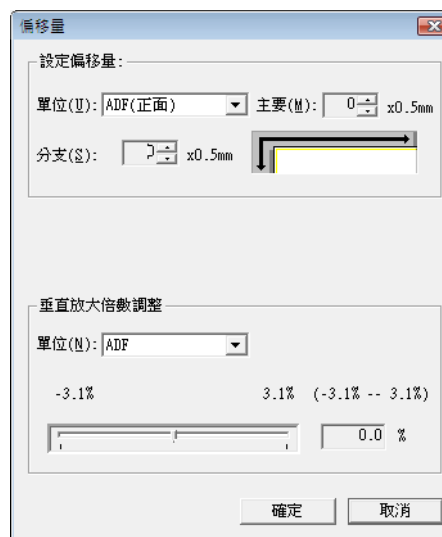 偏移量
設定偏移量:
單位(U): ADF(正面) 主要(M): 0 x0.5mm
分支(S): x0.5mm
垂直放大倍數調整
單位(N): ADF
-3.1% 3.1% (-3.1% -- 3.1%)
0.0 %
確定 取消